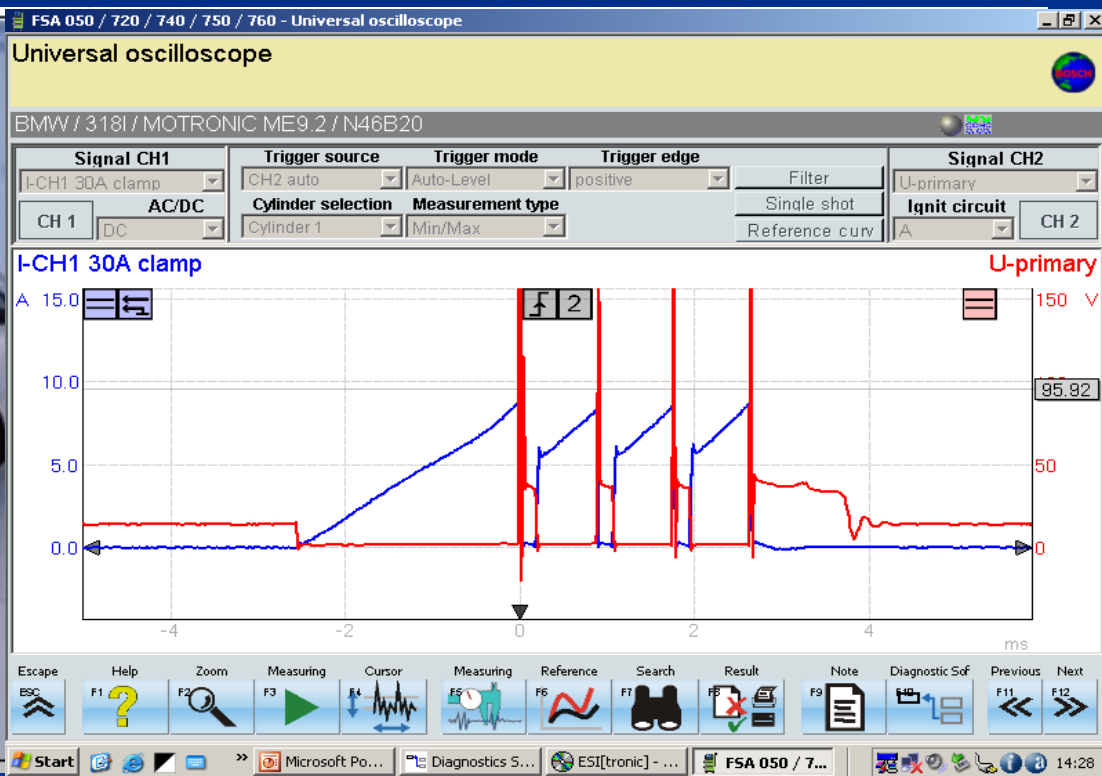 FSA 050 / 720 / 740 / 750 / 760 - Universal oscilloscope
Universal oscilloscope
BOSCH
BMW / 318I / MOTRONIC ME9.2 / N46B20
Signal CH1
Trigger source
Trigger mode
Trigger edge
Signal CH2
I-CH1 30A clamp
CH2 auto
Auto-Level
positive
Filter
U-primary
CH 1
AC/DC
Cylinder selection
Measurement type
Single shot
Ignit circuit
CH 2
DC
Cylinder 1
Min/Max
Reference curv
A
I-CH1 30A clamp
U-primary
A 15.0
2
150 V
10.0
95.92
5.0
50
0.0
0
-4
-2
0
2
4
ms
Escape
Help
Zoom
Measuring
Cursor
Measuring
Reference
Search
Result
Note
Diagnostic Sof
Previous
Next
ESC
F1
F2
F3
F4
F5
F6
F7
F8
F9
F10
F11
F12
Start
»
Microsoft Po...
Diagnostics S...
ESI[tronic] - ...
FSA 050 / 7...
14:28